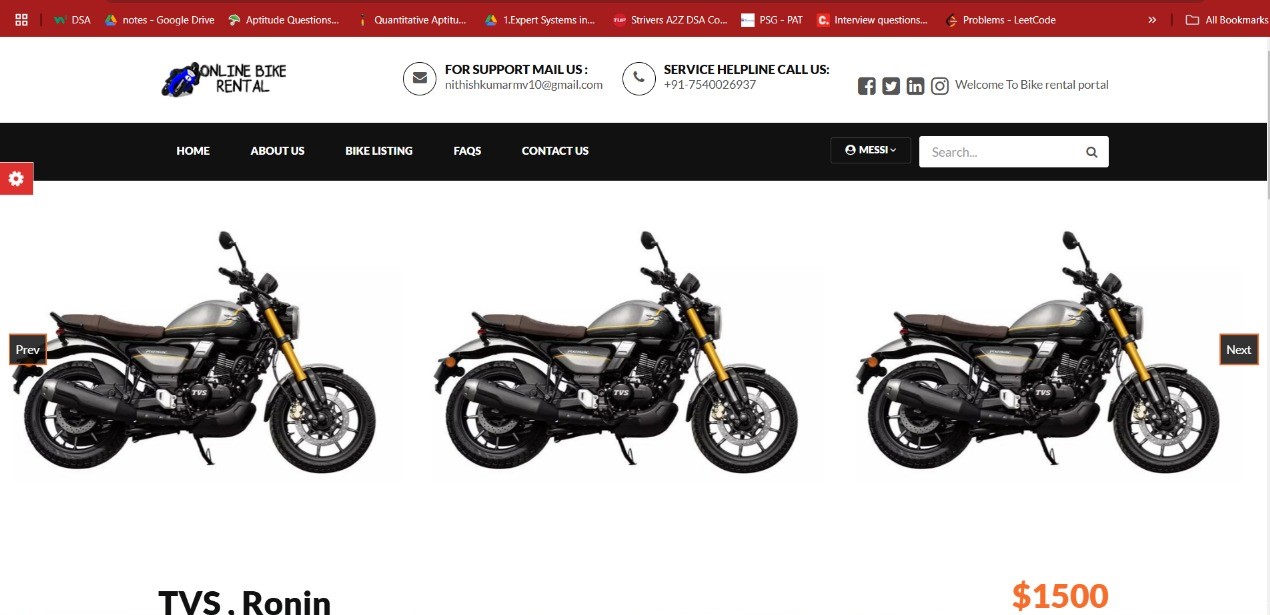 DSA notes - Google Drive Aptitude Questions... Quantitative Aptitu... 1.Expert Systems in... Strivers A2Z DSA Co... PSG - PAT Interview questions... Problems - LeetCode » All Bookmarks
ONLINE BIKE
RENTAL
FOR SUPPORT MAIL US :
nithishkumarmv10@gmail.com
SERVICE HELPLINE CALL US:
+91-7540026937
Welcome To Bike rental portal
HOME ABOUT US BIKE LISTING FAQS CONTACT US MESSI Search...
Prev
TVS
TVS
TVS
Next
TVS , Ronin
$1500